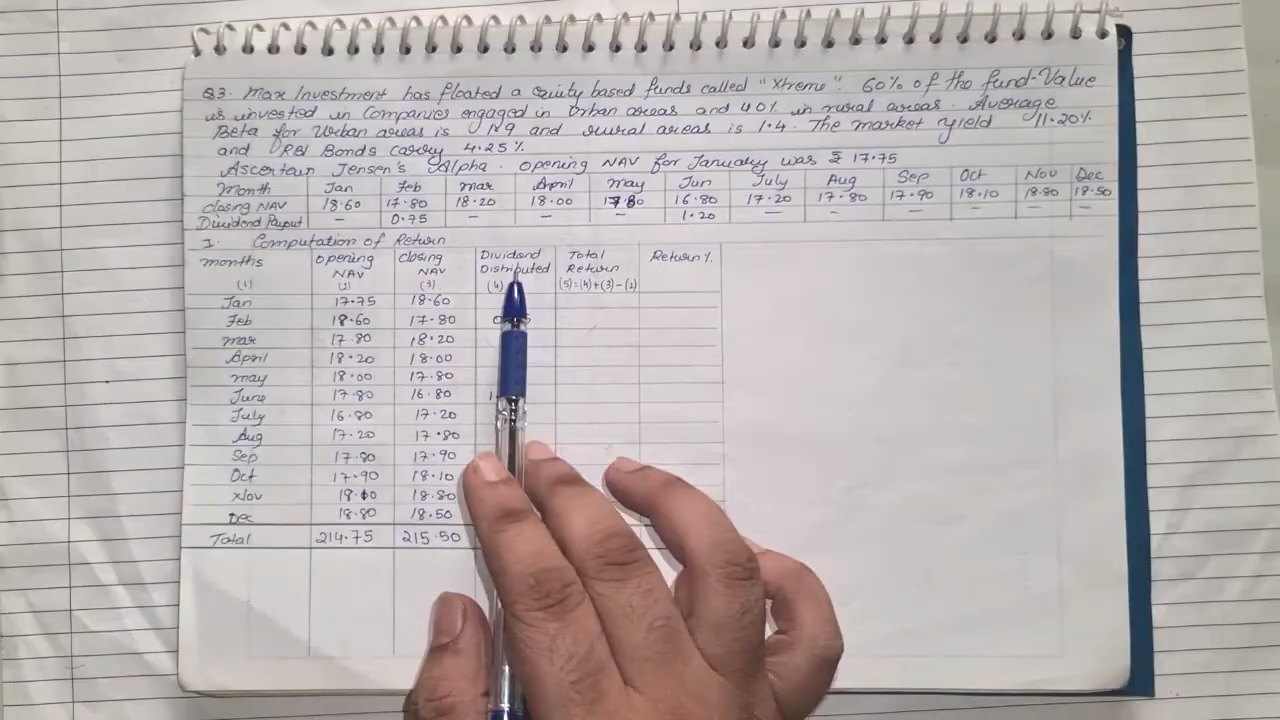 Q3. Max Investment has floated a Equity based funds called "Xtreme". 60% of the fund-Value
is invested in Companies engaged in Urban areas and 40% in rural areas. Average
Beta for Urban areas is 1.9 and rural areas is 1.4. The market yield 11.20%
and RBI Bonds carry 4.25%
Ascertain Jensen's Alpha. opening NAV for January was ₹ 17.75
Month Jan Feb mar April may Jun July Aug Sep Oct Nov Dec
closing NAV 18.60 17.80 18.20 18.00 17.80 16.80 17.20 17.80 17.90 18.10 18.80 18.50
Dividend Payout — 0.75 — — — 1.20 — — — — — —
I. Computation of Return
months opening NAV closing NAV Dividend Distributed Total Return Return%
(1) (2) (3) (4) (5)=(4)+(3)-(2)
Jan 17.75 18.60
Feb 18.60 17.80
mar 17.80 18.20
April 18.20 18.00
may 18.00 17.80
June 17.80 16.80
July 16.80 17.20
Aug 17.20 17.80
Sep 17.80 17.90
Oct 17.90 18.10
Nov 18.10 18.80
Dec 18.80 18.50
Total 214.75 215.50